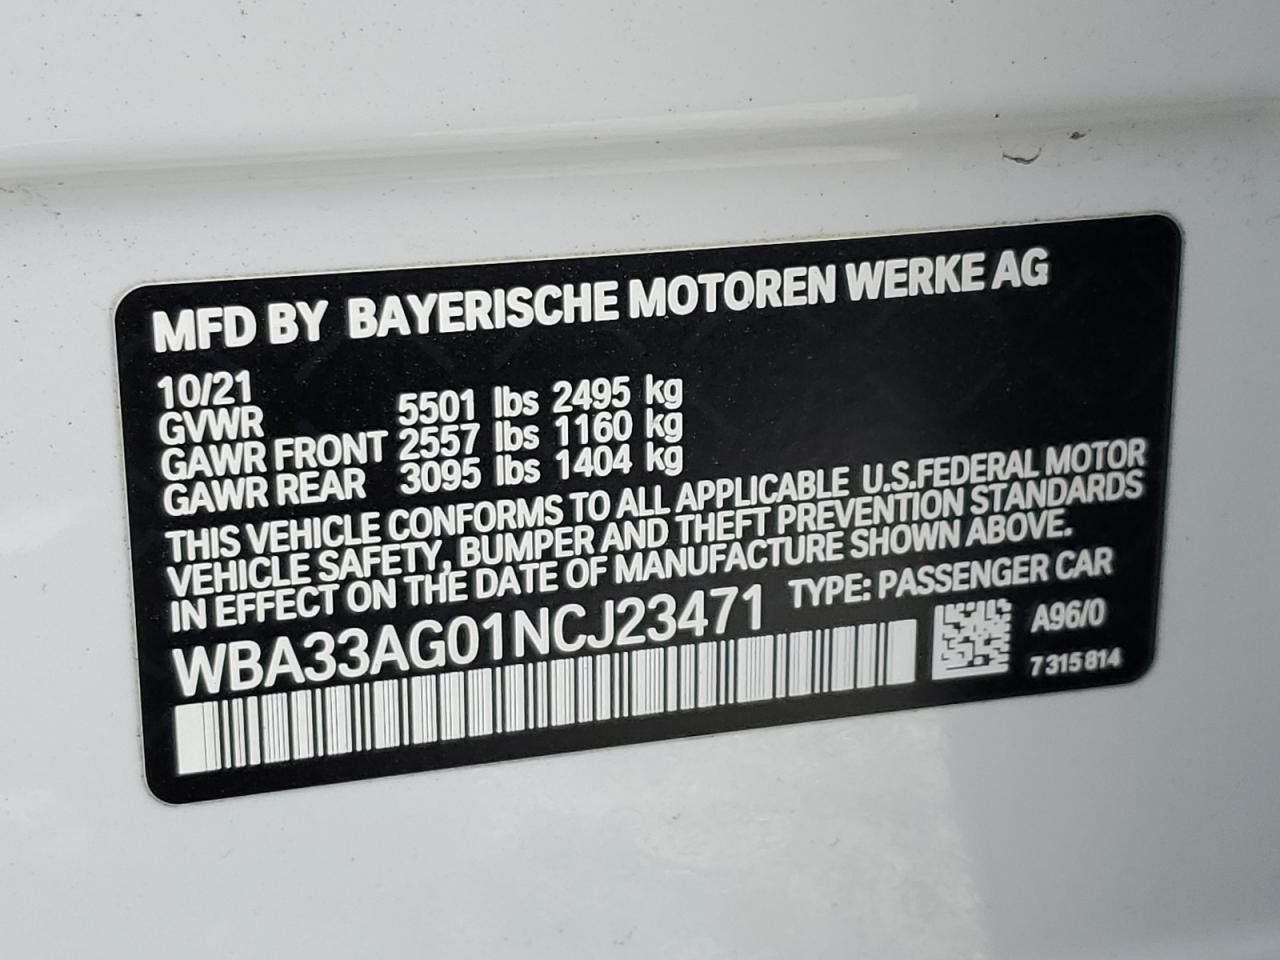 MFD BY BAYERISCHE MOTOREN WERKE AG
10/21
GVWR 5501 lbs 2495 kg
GAWR FRONT 2557 lbs 1160 kg
GAWR REAR 3095 lbs 1404 kg
THIS VEHICLE CONFORMS TO ALL APPLICABLE U.S.FEDERAL MOTOR
VEHICLE SAFETY, BUMPER AND THEFT PREVENTION STANDARDS
IN EFFECT ON THE DATE OF MANUFACTURE SHOWN ABOVE.
WBA33AG01NCJ23471 TYPE: PASSENGER CAR
A96/0
7 315 814